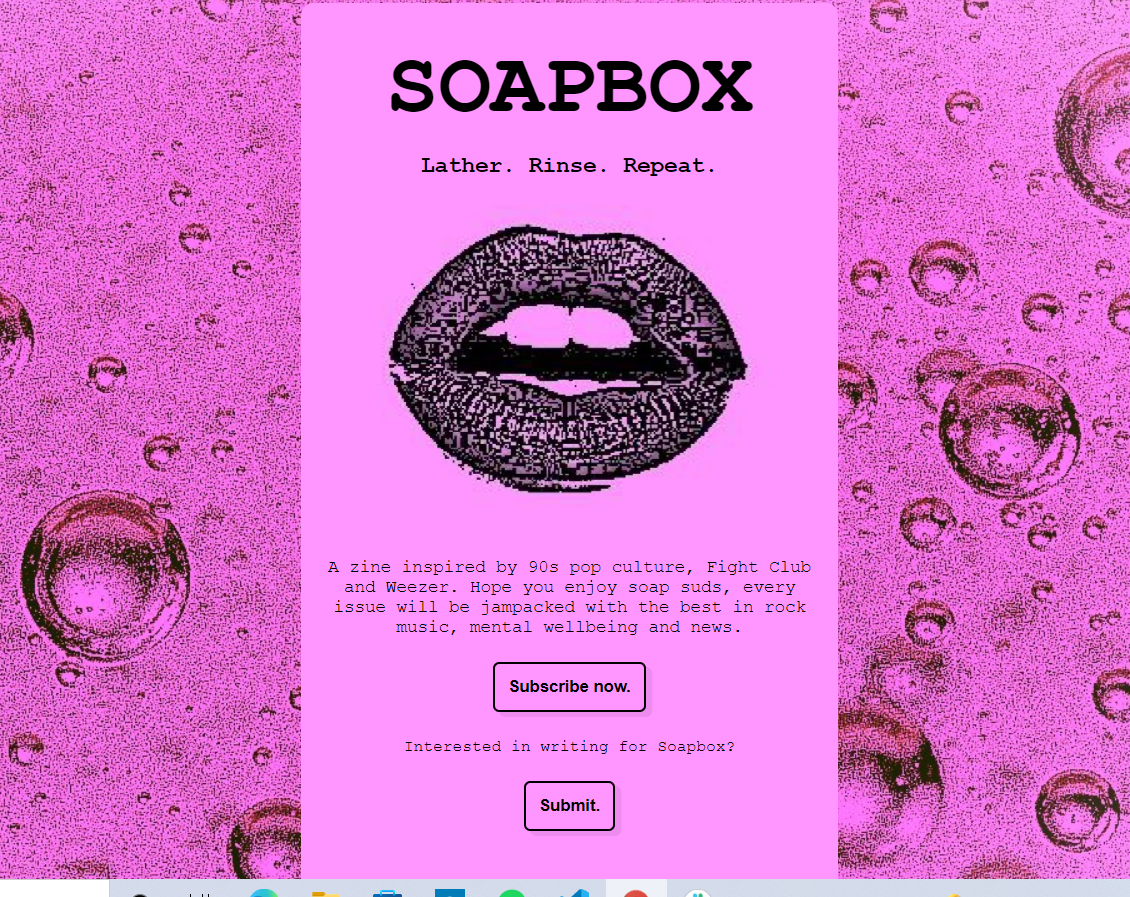 SOAPBOX
Lather. Rinse. Repeat.
A zine inspired by 90s pop culture, Fight Club
and Weezer. Hope you enjoy soap suds, every
issue will be jampacked with the best in rock
music, mental wellbeing and news.
Subscribe now.
Interested in writing for Soapbox?
Submit.